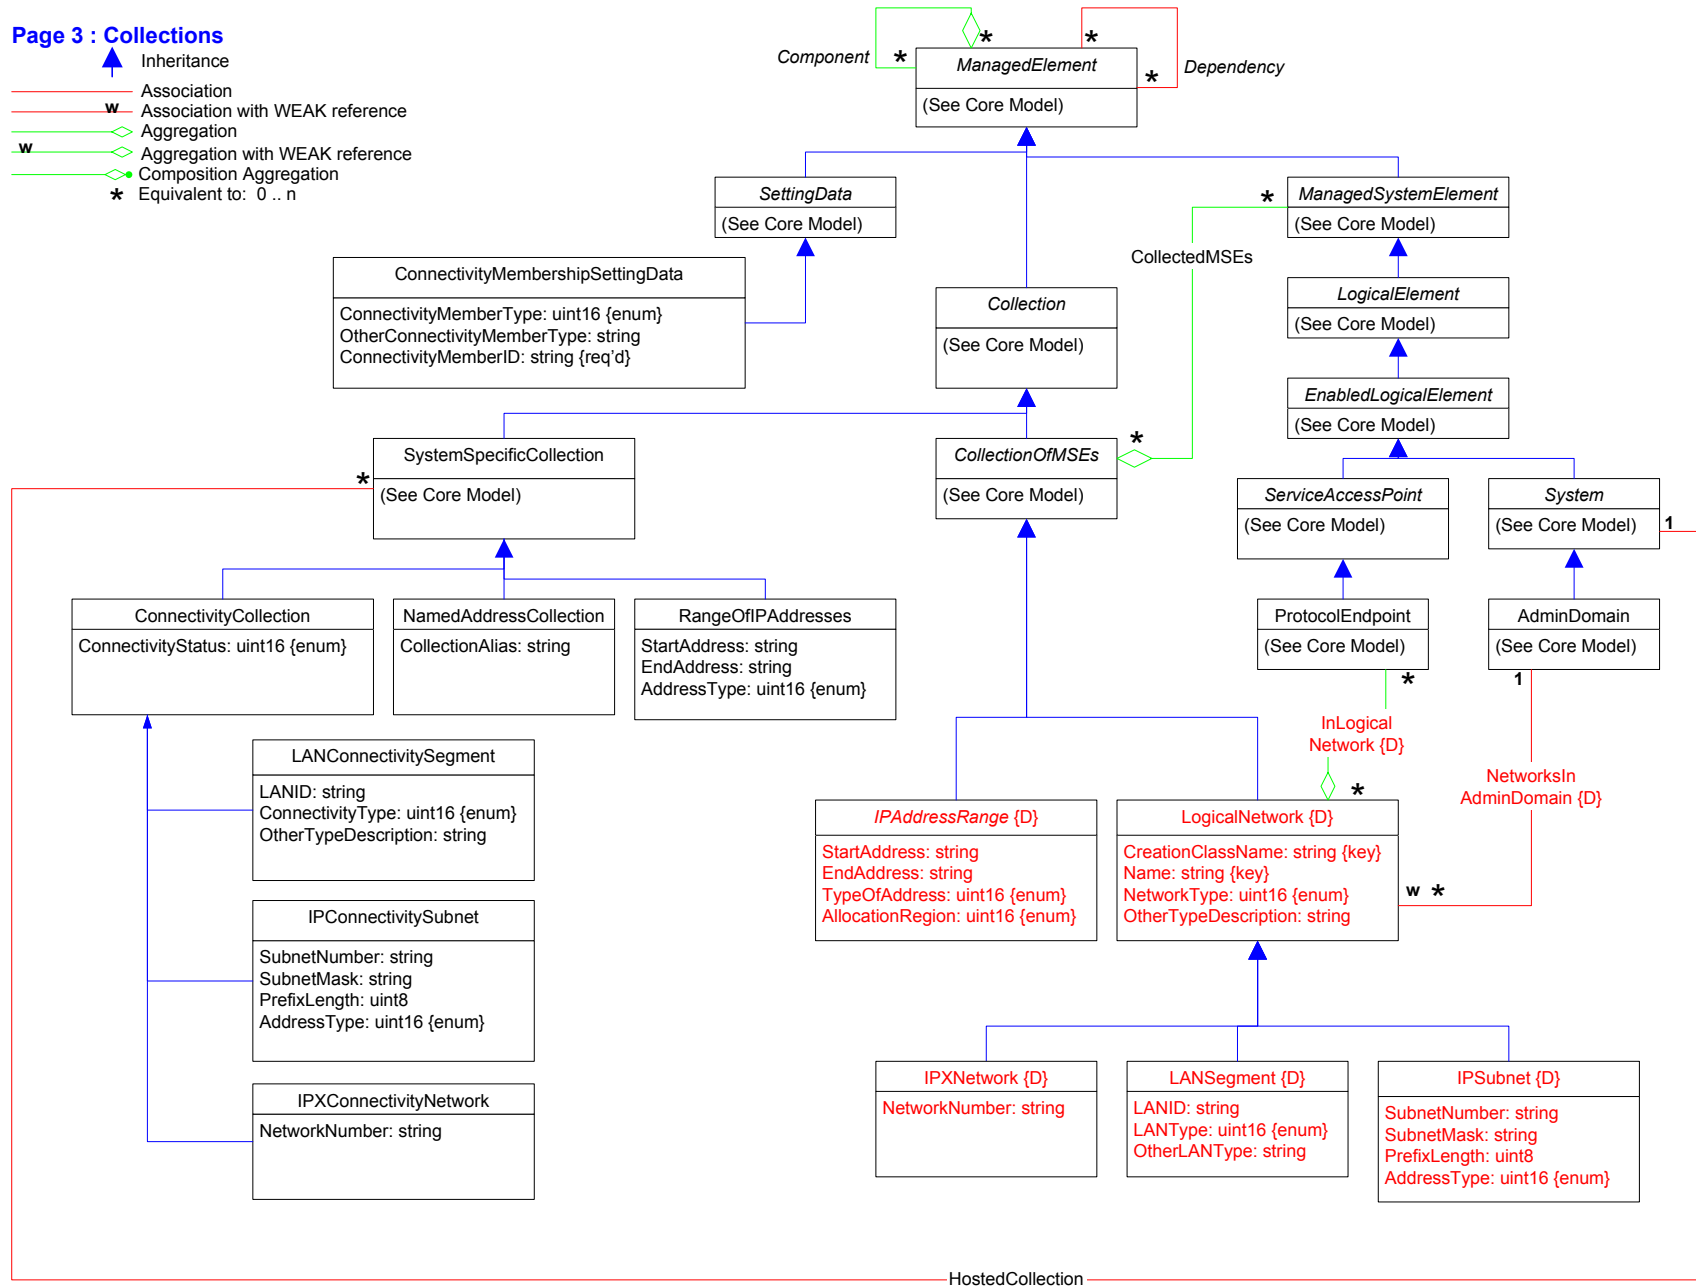 Page 3 : Collections
Inheritance
Association
w
Association with WEAK reference
Aggregation
w
Aggregation with WEAK reference
Composition Aggregation
* Equivalent to: 0 .. n
Component
*
*
*
*
Dependency
ManagedElement
(See Core Model)
SettingData
(See Core Model)
*
ManagedSystemElement
(See Core Model)
CollectedMSEs
ConnectivityMembershipSettingData
ConnectivityMemberType: uint16 {enum}
OtherConnectivityMemberType: string
ConnectivityMemberID: string {req'd}
Collection
(See Core Model)
LogicalElement
(See Core Model)
EnabledLogicalElement
(See Core Model)
*
SystemSpecificCollection
(See Core Model)
*
CollectionOfMSEs
(See Core Model)
ServiceAccessPoint
(See Core Model)
System
(See Core Model)
1
ConnectivityCollection
ConnectivityStatus: uint16 {enum}
NamedAddressCollection
CollectionAlias: string
RangeOfIPAddresses
StartAddress: string
EndAddress: string
AddressType: uint16 {enum}
ProtocolEndpoint
(See Core Model)
AdminDomain
(See Core Model)
*
1
InLogical
Network {D}
*
NetworksIn
AdminDomain {D}
w *
LANConnectivitySegment
LANID: string
ConnectivityType: uint16 {enum}
OtherTypeDescription: string
IPAddressRange {D}
StartAddress: string
EndAddress: string
TypeOfAddress: uint16 {enum}
AllocationRegion: uint16 {enum}
LogicalNetwork {D}
CreationClassName: string {key}
Name: string {key}
NetworkType: uint16 {enum}
OtherTypeDescription: string
IPConnectivitySubnet
SubnetNumber: string
SubnetMask: string
PrefixLength: uint8
AddressType: uint16 {enum}
IPXConnectivityNetwork
NetworkNumber: string
IPXNetwork {D}
NetworkNumber: string
LANSegment {D}
LANID: string
LANType: uint16 {enum}
OtherLANType: string
IPSubnet {D}
SubnetNumber: string
SubnetMask: string
PrefixLength: uint8
AddressType: uint16 {enum}
HostedCollection